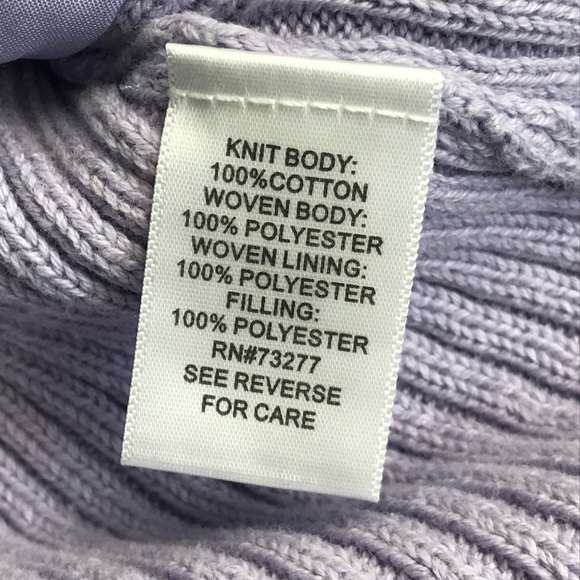 KNIT BODY:
100%COTTON
WOVEN BODY:
100% POLYESTER
WOVEN LINING:
100% POLYESTER
FILLING:
100% POLYESTER
RN#73277
SEE REVERSE
FOR CARE